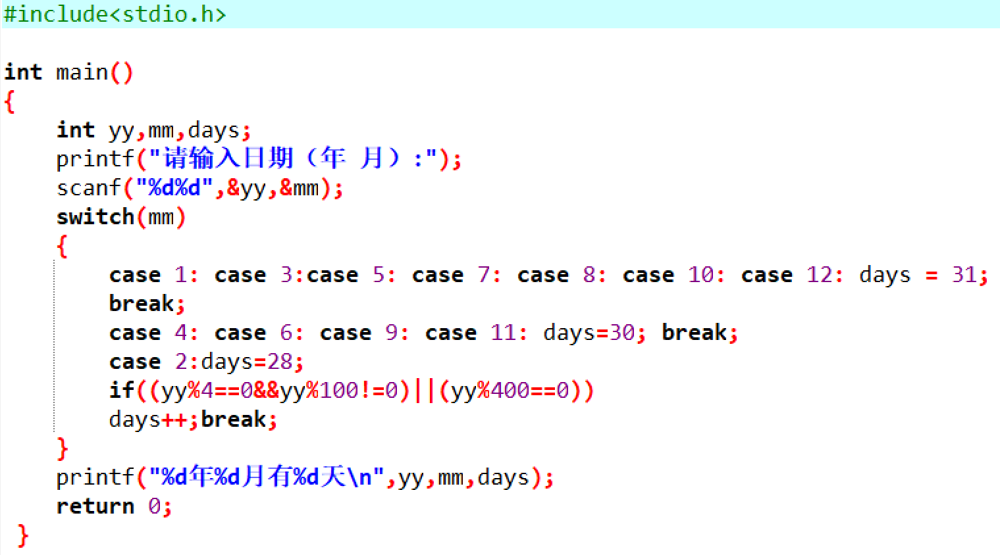 #include<stdio.h>
int main()
{
int yy,mm,days;
printf("请输入日期（年 月）:");
scanf("%d%d",&yy,&mm);
switch(mm)
{
case 1: case 3:case 5: case 7: case 8: case 10: case 12: days = 31;
break;
case 4: case 6: case 9: case 11: days=30; break;
case 2:days=28;
if((yy%4==0&&yy%100!=0)||(yy%400==0))
days++;break;
}
printf("%d年%d月有%d天\n",yy,mm,days);
return 0;
}